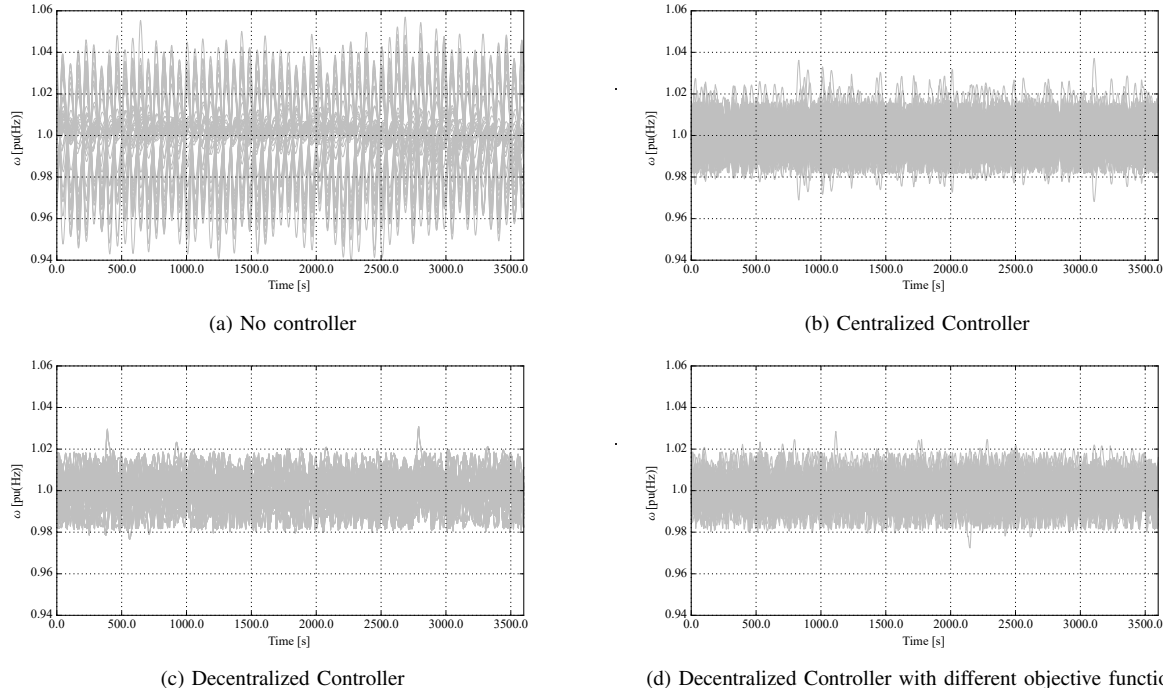 1.06
1.04
1.02
1.0
0.98
0.96
0.94
ω [pu(Hz)]
0.0 500.0 1000.0 1500.0 2000.0 2500.0 3000.0 3500.0
Time [s]
(a) No controller
1.06
1.04
1.02
1.0
0.98
0.96
0.94
ω [pu(Hz)]
0.0 500.0 1000.0 1500.0 2000.0 2500.0 3000.0 3500.0
Time [s]
(b) Centralized Controller
1.06
1.04
1.02
1.0
0.98
0.96
0.94
ω [pu(Hz)]
0.0 500.0 1000.0 1500.0 2000.0 2500.0 3000.0 3500.0
Time [s]
(c) Decentralized Controller
1.06
1.04
1.02
1.0
0.98
0.96
0.94
ω [pu(Hz)]
0.0 500.0 1000.0 1500.0 2000.0 2500.0 3000.0 3500.0
Time [s]
(d) Decentralized Controller with different objective functio